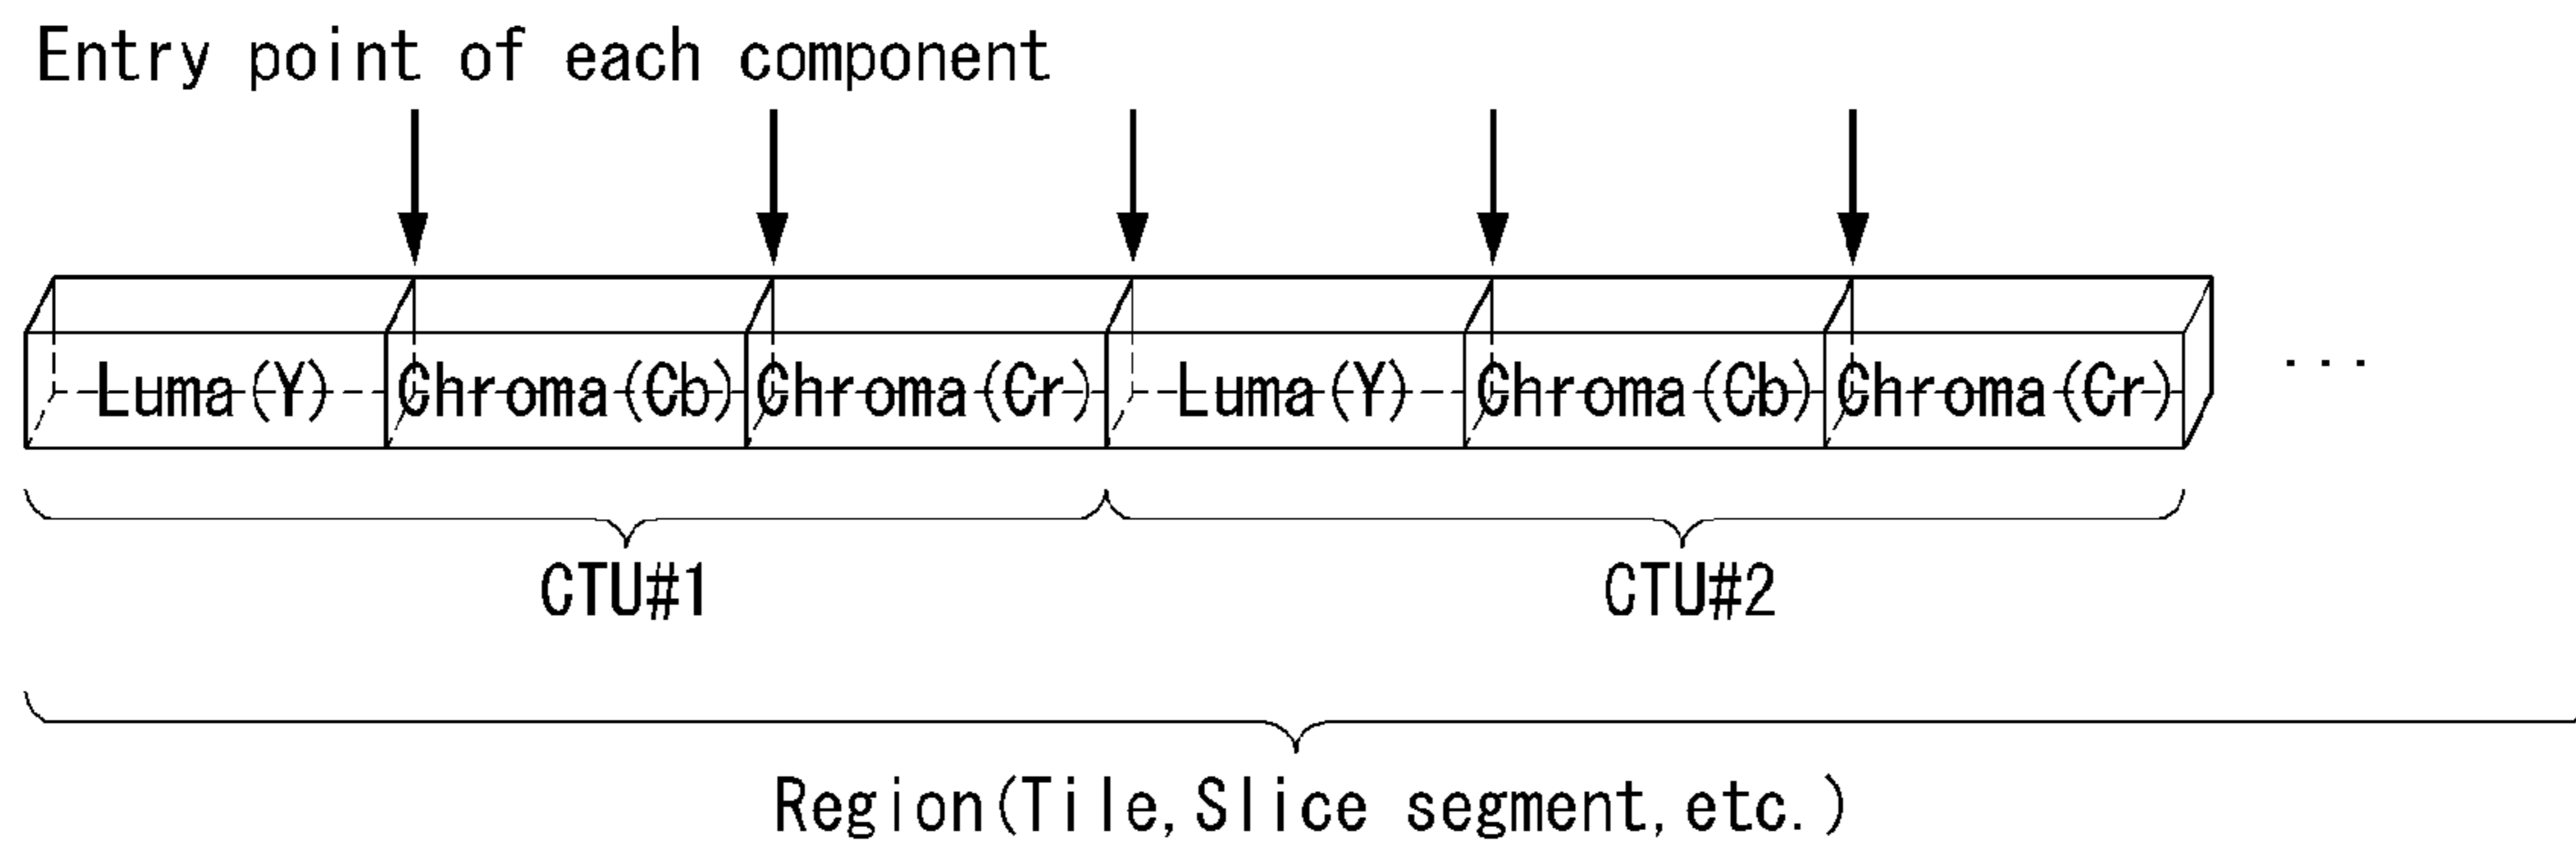 Entry point of each component
Luma(Y) Chroma(Cb) Chroma(Cr) Luma(Y) Chroma(Cb) Chroma(Cr) ...
CTU#1 CTU#2
Region(Tile,Slice segment,etc.)